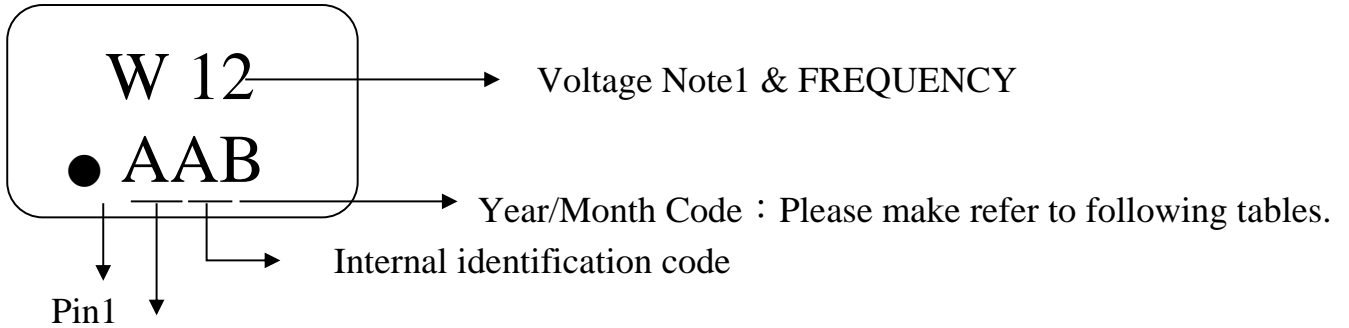 W 12
Voltage Note1 & FREQUENCY
● AAB
Year/Month Code：Please make refer to following tables.
Internal identification code
Pin1